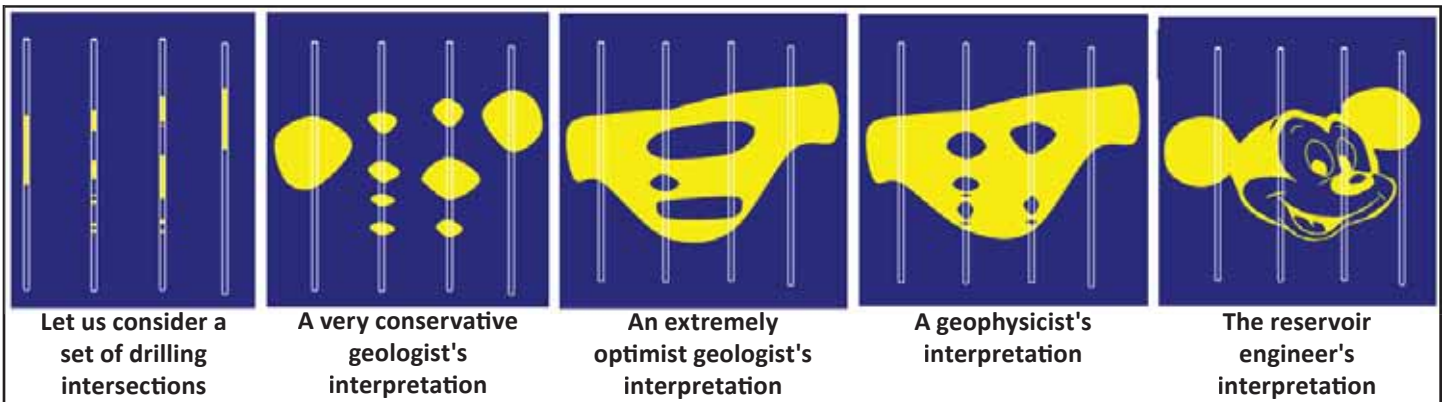 Let us consider a
set of drilling
intersections
A very conservative
geologist's
interpretation
An extremely
optimist geologist's
interpretation
A geophysicist's
interpretation
The reservoir
engineer's
interpretation